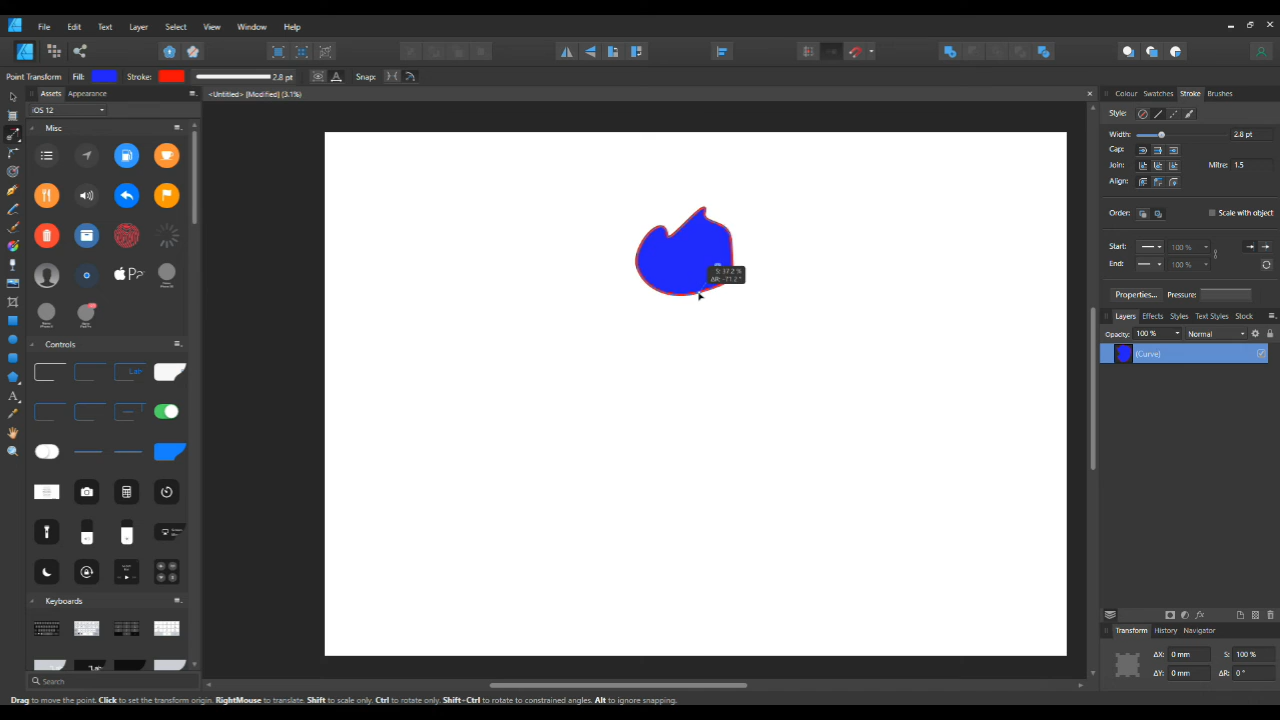 File Edit Text Layer Select View Window Help
Point Transform Fill: Stroke: 2.8 pt Snap:
Assets Appearance
<Untitled> [Modified] (3.1%)
iOS 12
Misc
Controls
Keyboards
Search
S: 37.2 %
ΔR: -71.2 °
Colour Swatches Stroke Brushes
Style:
Width: 2.8 pt
Cap:
Join: Mitre: 1.5
Align:
Order: Scale with object
Start: 100 %
End: 100 %
Properties... Pressure:
Layers Effects Styles Text Styles Stock
Opacity: 100 % Normal
(Curve)
Transform History Navigator
ΔX: 0 mm S: 100 %
ΔY: 0 mm ΔR: 0 °
Drag to move the point. Click to set the transform origin. RightMouse to translate. Shift to scale only. Ctrl to rotate only. Shift+Ctrl to rotate to constrained angles. Alt to ignore snapping.